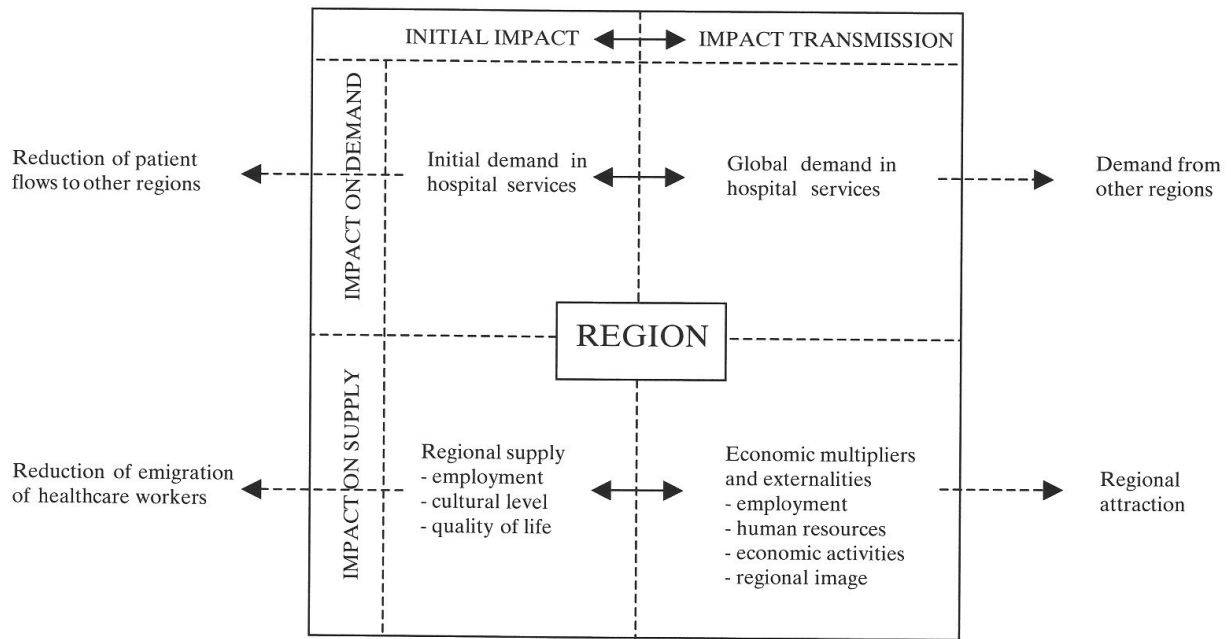 INITIAL IMPACT
IMPACT TRANSMISSION
IMPACT ON DEMAND
Reduction of patient
flows to other regions
Initial demand in
hospital services
Global demand in
hospital services
Demand from
other regions
REGION
IMPACT ON SUPPLY
Reduction of emigration
of healthcare workers
Regional supply
- employment
- cultural level
- quality of life
Economic multipliers
and externalities
- employment
- human resources
- economic activities
- regional image
Regional
attraction